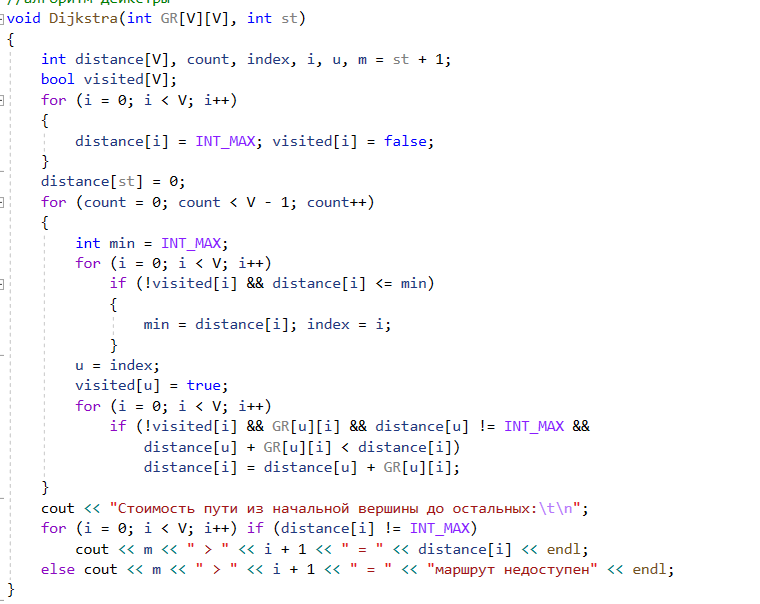 //алгоритм Дейкстры
void Dijkstra(int GR[V][V], int st)
{
    int distance[V], count, index, i, u, m = st + 1;
    bool visited[V];
    for (i = 0; i < V; i++)
    {
        distance[i] = INT_MAX; visited[i] = false;
    }
    distance[st] = 0;
    for (count = 0; count < V - 1; count++)
    {
        int min = INT_MAX;
        for (i = 0; i < V; i++)
            if (!visited[i] && distance[i] <= min)
            {
                min = distance[i]; index = i;
            }
        u = index;
        visited[u] = true;
        for (i = 0; i < V; i++)
            if (!visited[i] && GR[u][i] && distance[u] != INT_MAX &&
                distance[u] + GR[u][i] < distance[i])
                distance[i] = distance[u] + GR[u][i];
    }
    cout << "Стоимость пути из начальной вершины до остальных:\t\n";
    for (i = 0; i < V; i++) if (distance[i] != INT_MAX)
        cout << m << " > " << i + 1 << " = " << distance[i] << endl;
    else cout << m << " > " << i + 1 << " = " << "маршрут недоступен" << endl;
}